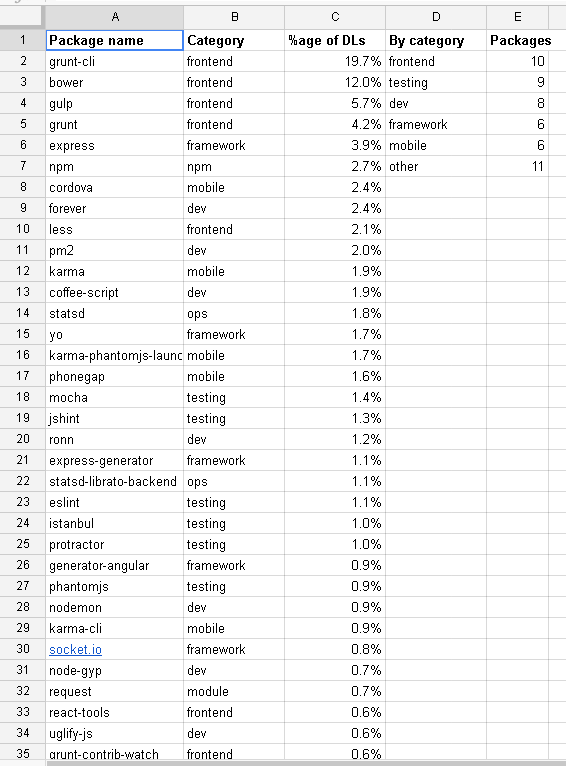 A B C D E
1 Package name Category %age of DLs By category Packages
2 grunt-cli frontend 19.7% frontend 10
3 bower frontend 12.0% testing 9
4 gulp frontend 5.7% dev 8
5 grunt frontend 4.2% framework 6
6 express framework 3.9% mobile 6
7 npm npm 2.7% other 11
8 cordova mobile 2.4%
9 forever dev 2.4%
10 less frontend 2.1%
11 pm2 dev 2.0%
12 karma mobile 1.9%
13 coffee-script dev 1.9%
14 statsd ops 1.8%
15 yo framework 1.7%
16 karma-phantomjs-launc mobile 1.7%
17 phonegap mobile 1.6%
18 mocha testing 1.4%
19 jshint testing 1.3%
20 ronn dev 1.2%
21 express-generator framework 1.1%
22 statsd-librato-backend ops 1.1%
23 eslint testing 1.1%
24 istanbul testing 1.0%
25 protractor testing 1.0%
26 generator-angular framework 0.9%
27 phantomjs testing 0.9%
28 nodemon dev 0.9%
29 karma-cli mobile 0.9%
30 socket.io framework 0.8%
31 node-gyp dev 0.7%
32 request module 0.7%
33 react-tools frontend 0.6%
34 uglify-js dev 0.6%
35 grunt-contrib-watch frontend 0.6%